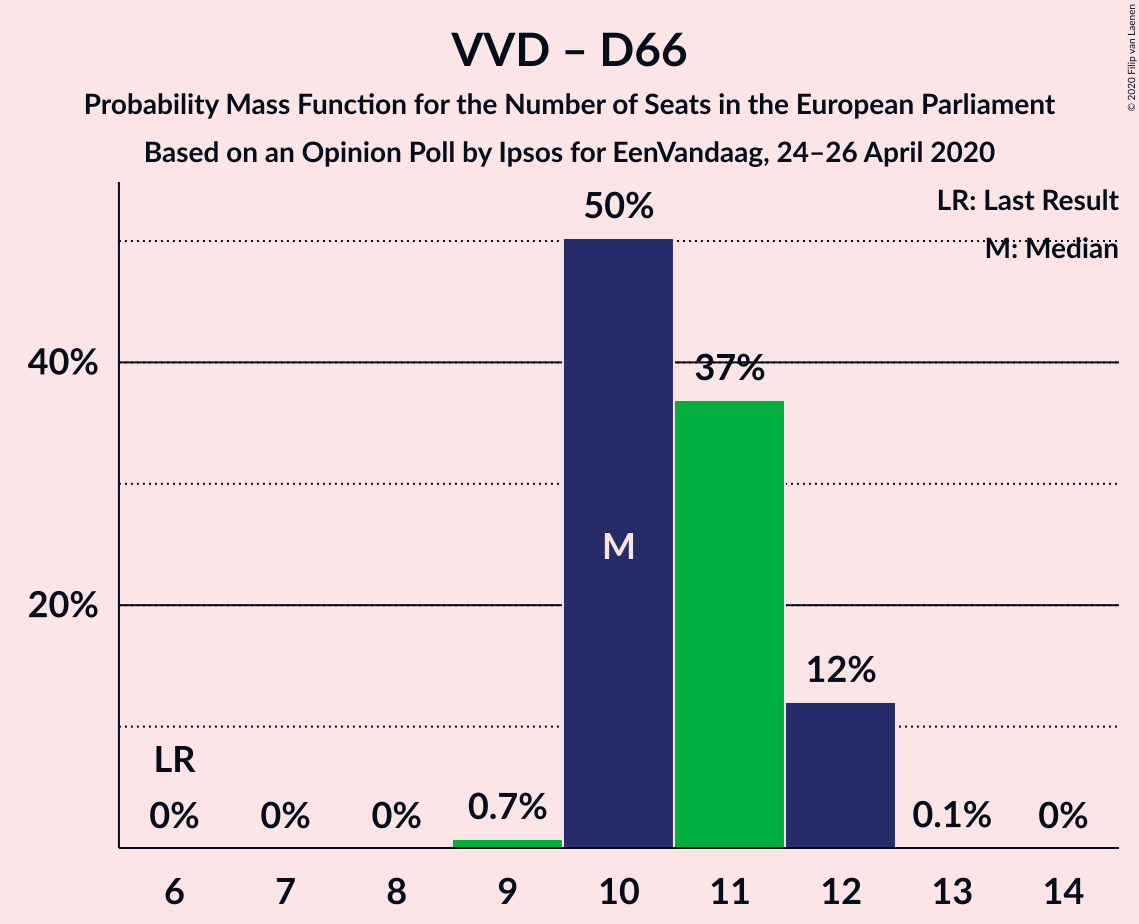 VVD – D66
Probability Mass Function for the Number of Seats in the European Parliament
Based on an Opinion Poll by Ipsos for EenVandaag, 24–26 April 2020
© 2020 Filip van Laenen
LR: Last Result
M: Median
50%
40%
37%
M
20%
12%
LR
0%
0%
0%
0.7%
0.1%
0%
6
7
8
9
10
11
12
13
14